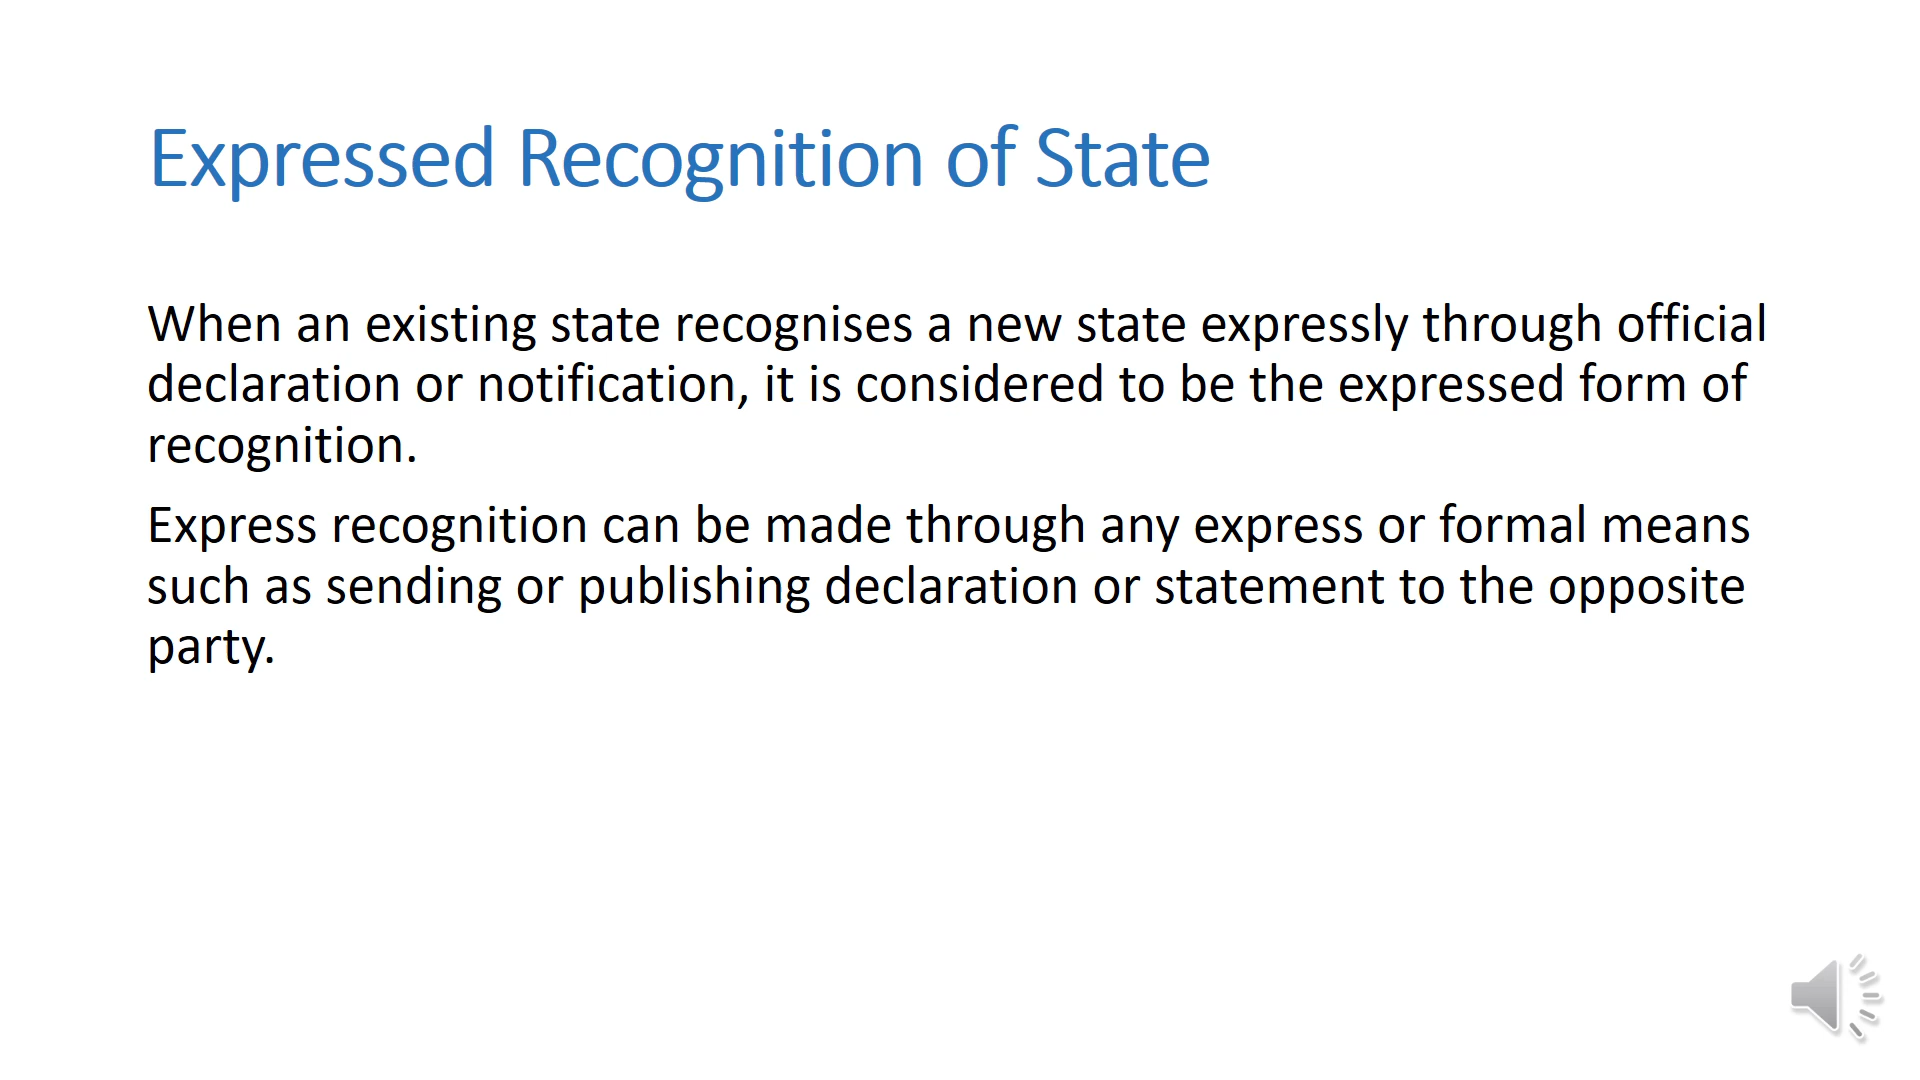 Expressed Recognition of State
When an existing state recognises a new state expressly through official
declaration or notification, it is considered to be the expressed form of
recognition.
Express recognition can be made through any express or formal means
such as sending or publishing declaration or statement to the opposite
party.